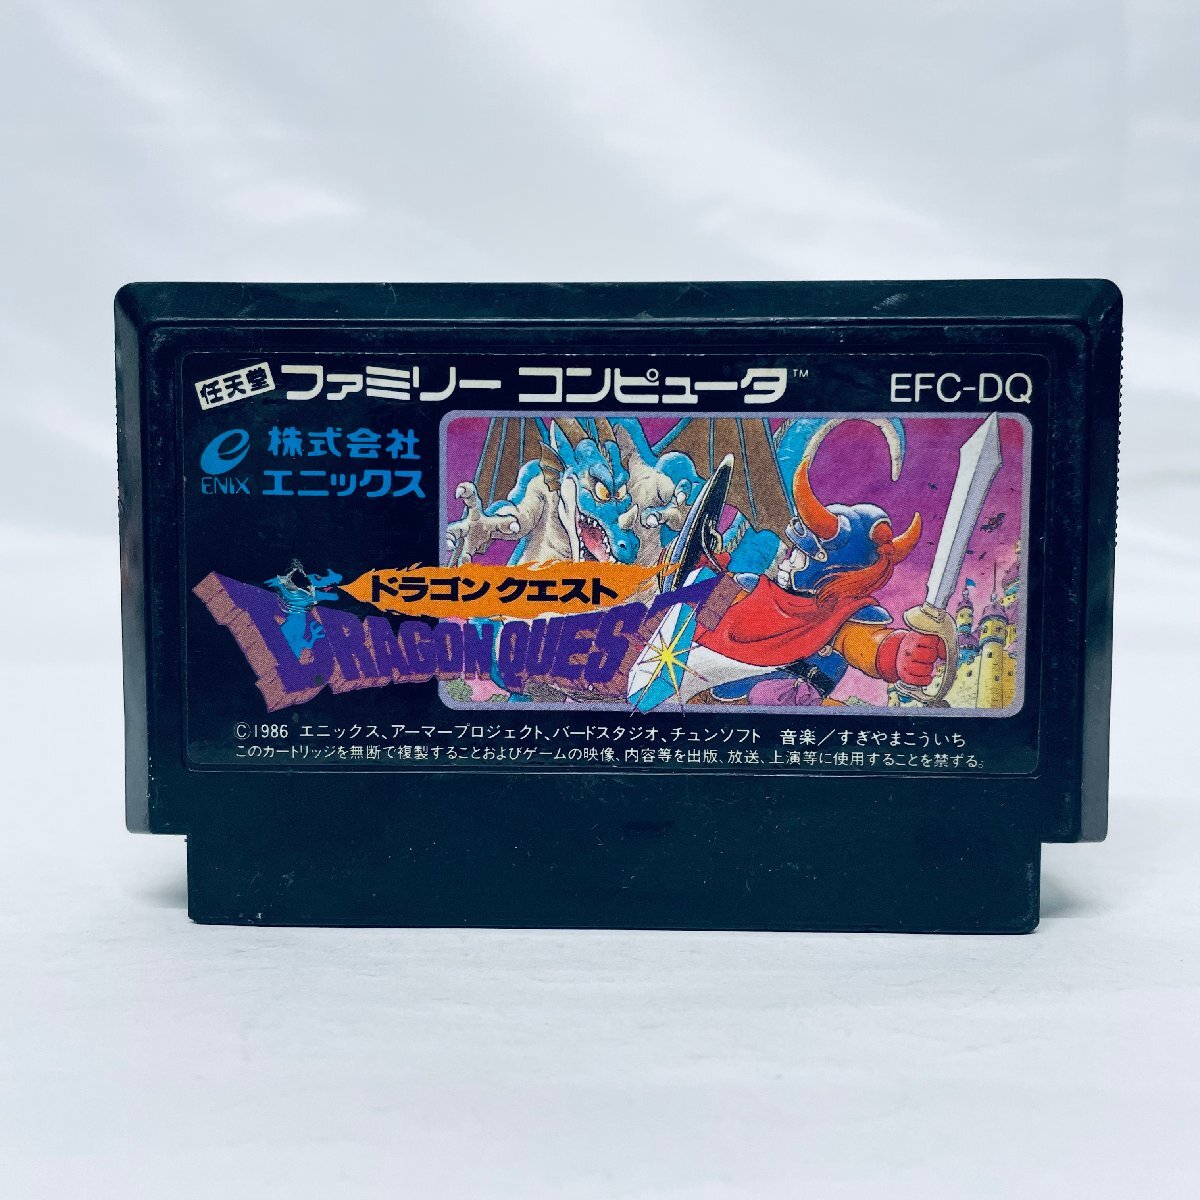 任天堂 ファミリー コンピュータ™ EFC-DQ
株式会社
ENIX エニックス
ドラゴンクエスト
DRAGON QUEST
©1986 エニックス、アーマープロジェクト、バードスタジオ、チュンソフト 音楽/すぎやまこういち
このカートリッジを無断で複製することおよびゲームの映像、内容等を出版、放送、上演等に使用することを禁ずる。